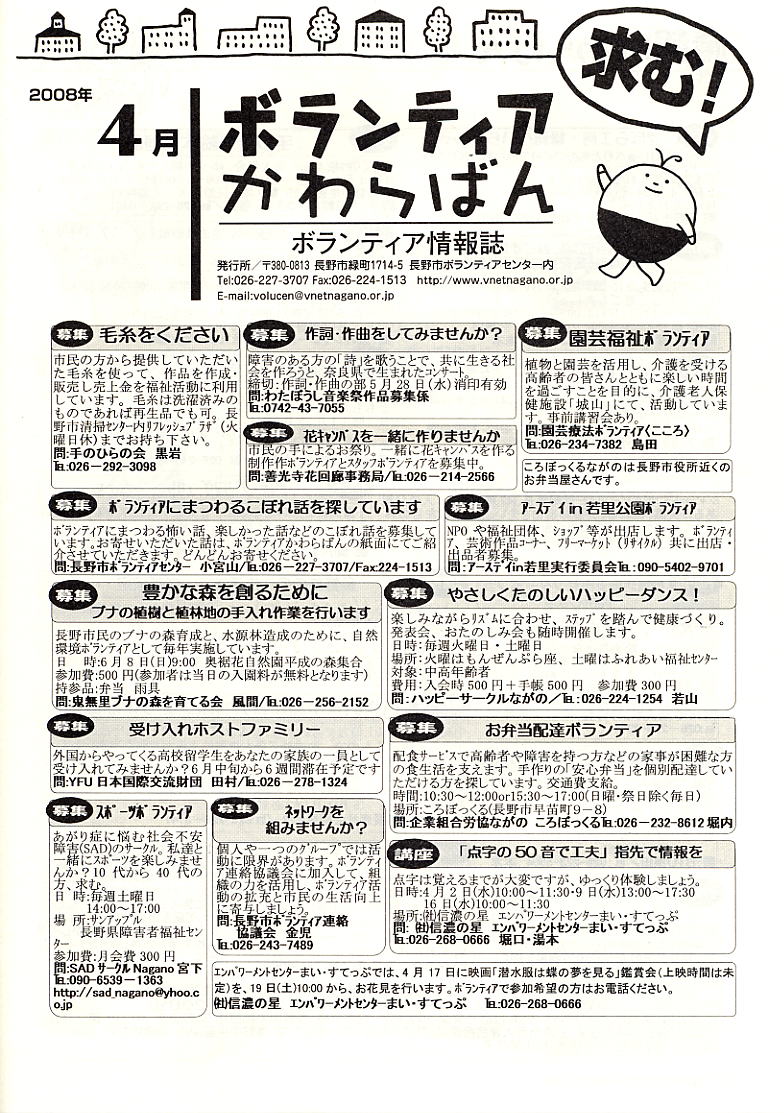 求む!
2008年
4月
ボランティア
かわらばん
ボランティア情報誌
発行所／〒380-0813 長野市緑町1714-5 長野市ボランティアセンター内
Tel:026-227-3707 Fax:026-224-1513 http://www.vnetnagano.or.jp
E-mail:volucen@vnetnagano.or.jp
募集 毛糸をください
市民の方から提供していただい
た毛糸を使って、作品を作成・
販売し売上金を福祉活動に利用
しています。毛糸は洗濯済みの
ものであれば再生品でも可。長
野市清掃センター内リフレッシュプラザ(火
曜日休)までお持ち下さい。
問:手のひらの会 黒岩
℡026-292-3098
募集 作詞・作曲をしてみませんか?
障害のある方の「詩」を歌うことで、共に生きる社
会を作ろうと、奈良県で生まれたコンサート。
締切:作詞・作曲の部5月28日(水)消印有効
問:わたぼうし音楽祭作品募集係
℡0742-43-7055
募集 花キャンバスを一緒に作りませんか
市民の手によるお祭り。一緒に花キャンバスを作る
制作作ボランティアとスタッフボランティアを募集中。
問:善光寺花回廊事務局/℡026-214-2566
募集 園芸福祉ボランティア
植物と園芸を活用し、介護を受ける
高齢者の皆さんとともに楽しい時間
を過ごすことを目的に、介護老人保
健施設「城山」にて、活動していま
す。事前講習会あり。
問:園芸療法ボランティア〈こころ〉
℡026-234-7382 島田
ころぼっくるながのは長野市役所近くの
お弁当屋さんです。
募集 ボランティアにまつわるこぼれ話を探しています
ボランティアにまつわる怖い話、楽しかった話などのこぼれ話を募集して
います。お寄せいただいた話は、ボランティアかわらばんの紙面にてご紹
介させていただきます。どんどんお寄せください。
問:長野市ボランティアセンター 小宮山/℡026-227-3707/Fax:224-1513
募集 アースデイin若里公園ボランティア
NPOや福祉団体、ショップ等が出店します。ボランティ
ア、芸術作品コーナー、フリーマーケット(リサイクル)共に出店・
出品者募集。
問:アースデイin若里実行委員会℡:090-5402-9701
募集 豊かな森を創るために
ブナの植樹と植林地の手入れ作業を行います
長野市民のブナの森育成と、水源林造成のために、自然
環境ボランティアとして毎年実施しています。
日 時:6月8日(日)9:00 奥裾花自然園平成の森集合
参加費:500円(参加者は当日の入園料が無料となります)
持参品:弁当 雨具
問:鬼無里ブナの森を育てる会 風間/℡026-256-2152
募集 やさしくたのしいハッピーダンス!
楽しみながらリズムに合わせ、ステップを踏んで健康づくり。
発表会、おたのしみ会も随時開催します。
日時:毎週火曜日・土曜日
場所:火曜はもんぜんぷら座、土曜はふれあい福祉センター
対象:中高年齢者
費用:入会時500円+手帳500円 参加費300円
問:ハッピーサークルながの/℡026-224-1254 若山
募集 受け入れホストファミリー
外国からやってくる高校留学生をあなたの家族の一員として
受け入れてみませんか?6月中旬から6週間滞在予定です
問:YFU日本国際交流財団 田村/℡026-278-1324
募集 お弁当配達ボランティア
配食サービスで高齢者や障害を持つ方などの家事が困難な方
の食生活を支えます。手作りの「安心弁当」を個別配達してい
ただける方を探しています。交通費支給。
時間:10:30～12:00or15:30～17:00(日曜・祭日除く毎日)
場所:ころぼっくる(長野市早苗町9-8)
問:企業組合労協ながの ころぼっくる℡026-232-8612堀内
募集 スポーツボランティア
あがり症に悩む社会不安
障害(SAD)のサークル。私達と
一緒にスポーツを楽しみませ
んか?10代から40代の
方、求む。
日 時:毎週土曜日
14:00～17:00
場 所:サンアップル
長野県障害者福祉セン
ター
参加費:月会費300円
問:SADサークルNagano宮下
℡090-6539-1363
http://sad_nagano@yhoo.c
o.jp
募集 ネットワークを
組みませんか?
個人や一つのグループでは活
動に限界があります。ボランティ
ア連絡協議会に加入して、組
織の力を活用し、ボランティア活
動の拡充と市民の生活向上
に寄与しましょう。
問:長野市ボランティア連絡
協議会 金児
℡026-243-7489
講座 「点字の50音で工夫」指先で情報を
点字は覚えるまでが大変ですが、ゆっくり体験しましょう。
日時:4月2日(水)10:00～11:30・9日(水)13:00～17:30
16日(水)10:00～11:30
場所:㈳信濃の星 エンパワーメントセンターまい・すてっぷ
問:㈳信濃の星 エンパワーメントセンターまい・すてっぷ
℡026-268-0666 堀口・湯本
エンパワーメントセンターまい・すてっぷでは、4月17日に映画「潜水服は蝶の夢を見る」鑑賞会(上映時間は未
定)を、19日(土)10:00から、お花見を行います。ボランティアで参加希望の方はお電話ください。
㈳信濃の星 エンパワーメントセンターまい・すてっぷ ℡026-268-0666